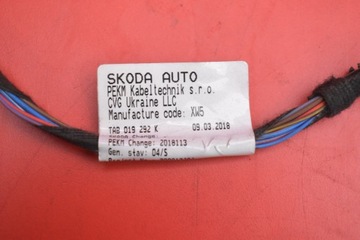 SKODA AUTO
PEKM Kabeltechnik s.r.o.
CVG Ukraine LLC
Manufacture code: XW5
TAB 019 292 K 09.03.2018
PEKM Change: 2018113
Gen. stav: D4/S